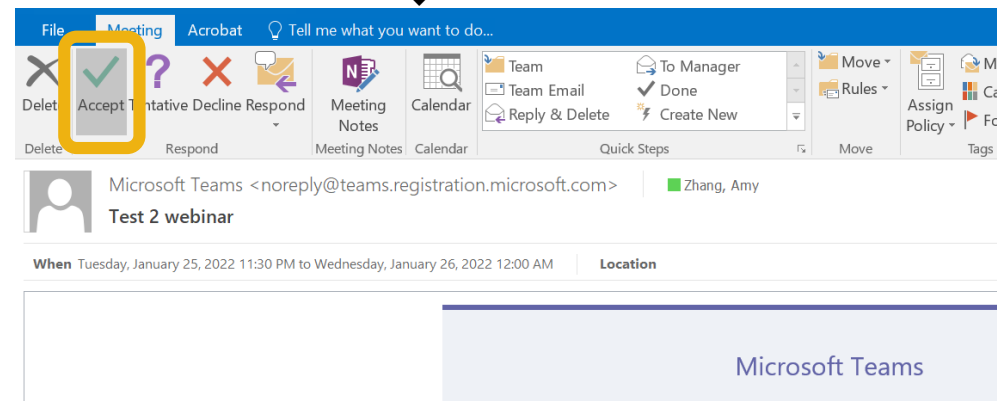 File Meeting Acrobat Tell me what you want to do...
Delete Accept Tentative Decline Respond Meeting Notes Calendar
Team To Manager
Team Email Done
Reply & Delete Create New
Move
Rules
Assign Policy
Delete Respond Meeting Notes Calendar Quick Steps Move Tags
Microsoft Teams <noreply@teams.registration.microsoft.com> Zhang, Amy
Test 2 webinar
When Tuesday, January 25, 2022 11:30 PM to Wednesday, January 26, 2022 12:00 AM Location
Microsoft Teams